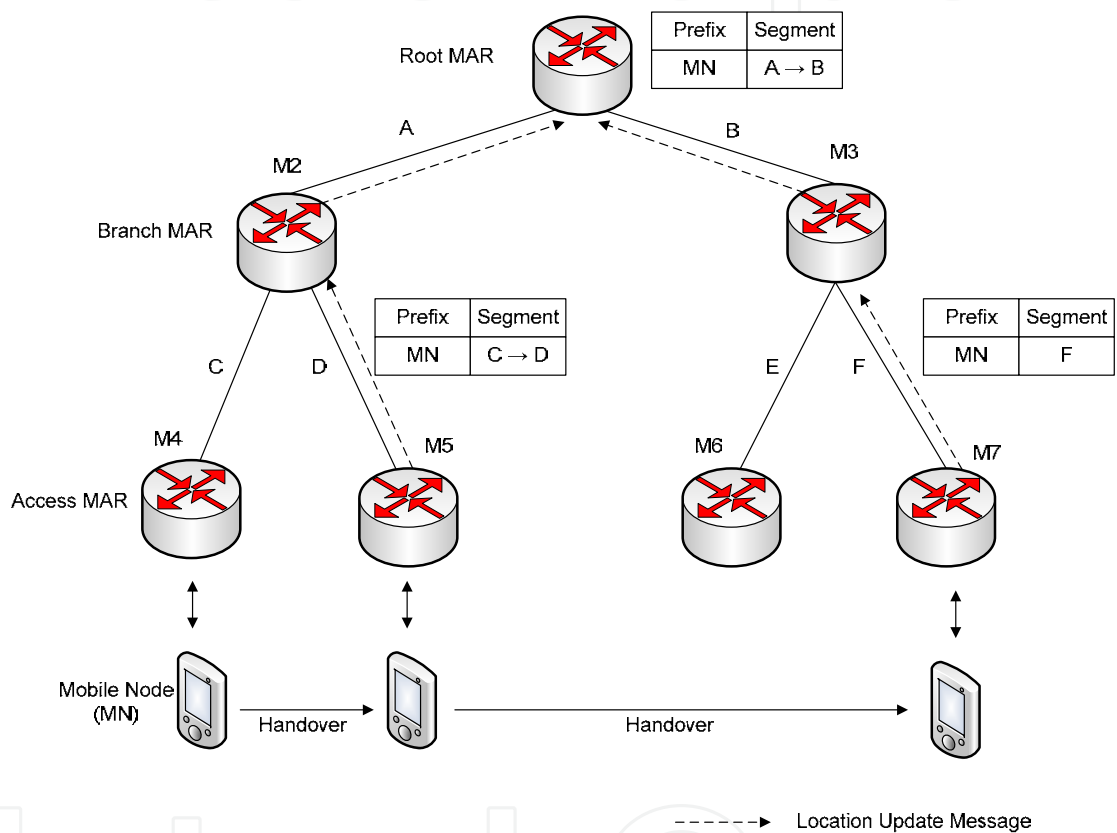 Root MAR
Prefix Segment
MN A → B
A
B
M2
M3
Branch MAR
Prefix Segment
MN C → D
Prefix Segment
MN F
C
D
E
F
M4
M5
M6
M7
Access MAR
Mobile Node
(MN)
Handover
Handover
Location Update Message